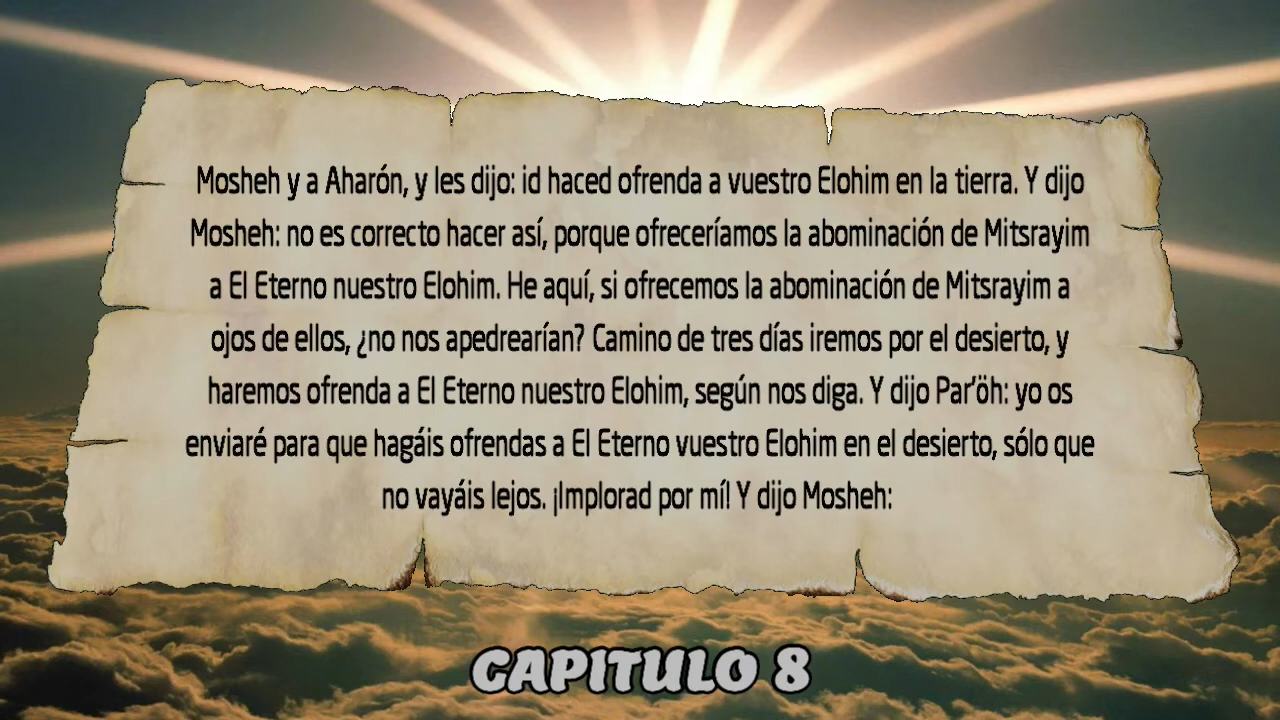 Mosheh y a Aharón, y les dijo: id haced ofrenda a vuestro Elohim en la tierra. Y dijo
Mosheh: no es correcto hacer así, porque ofreceríamos la abominación de Mitsrayim
a El Eterno nuestro Elohim. He aquí, si ofrecemos la abominación de Mitsrayim a
ojos de ellos, ¿no nos apedrearían? Camino de tres días iremos por el desierto, y
haremos ofrenda a El Eterno nuestro Elohim, según nos diga. Y dijo Par’öh: yo os
enviaré para que hagáis ofrendas a El Eterno vuestro Elohim en el desierto, sólo que
no vayáis lejos. ¡Implorad por mí! Y dijo Mosheh:
CAPITULO 8